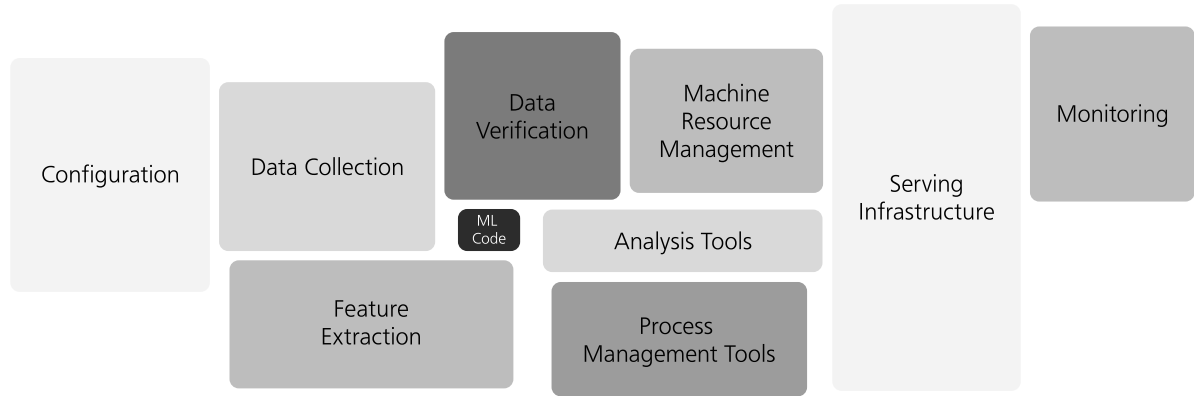 Configuration
Data Collection
Data
Verification
Machine
Resource
Management
Serving
Infrastructure
Monitoring
ML
Code
Analysis Tools
Feature
Extraction
Process
Management Tools